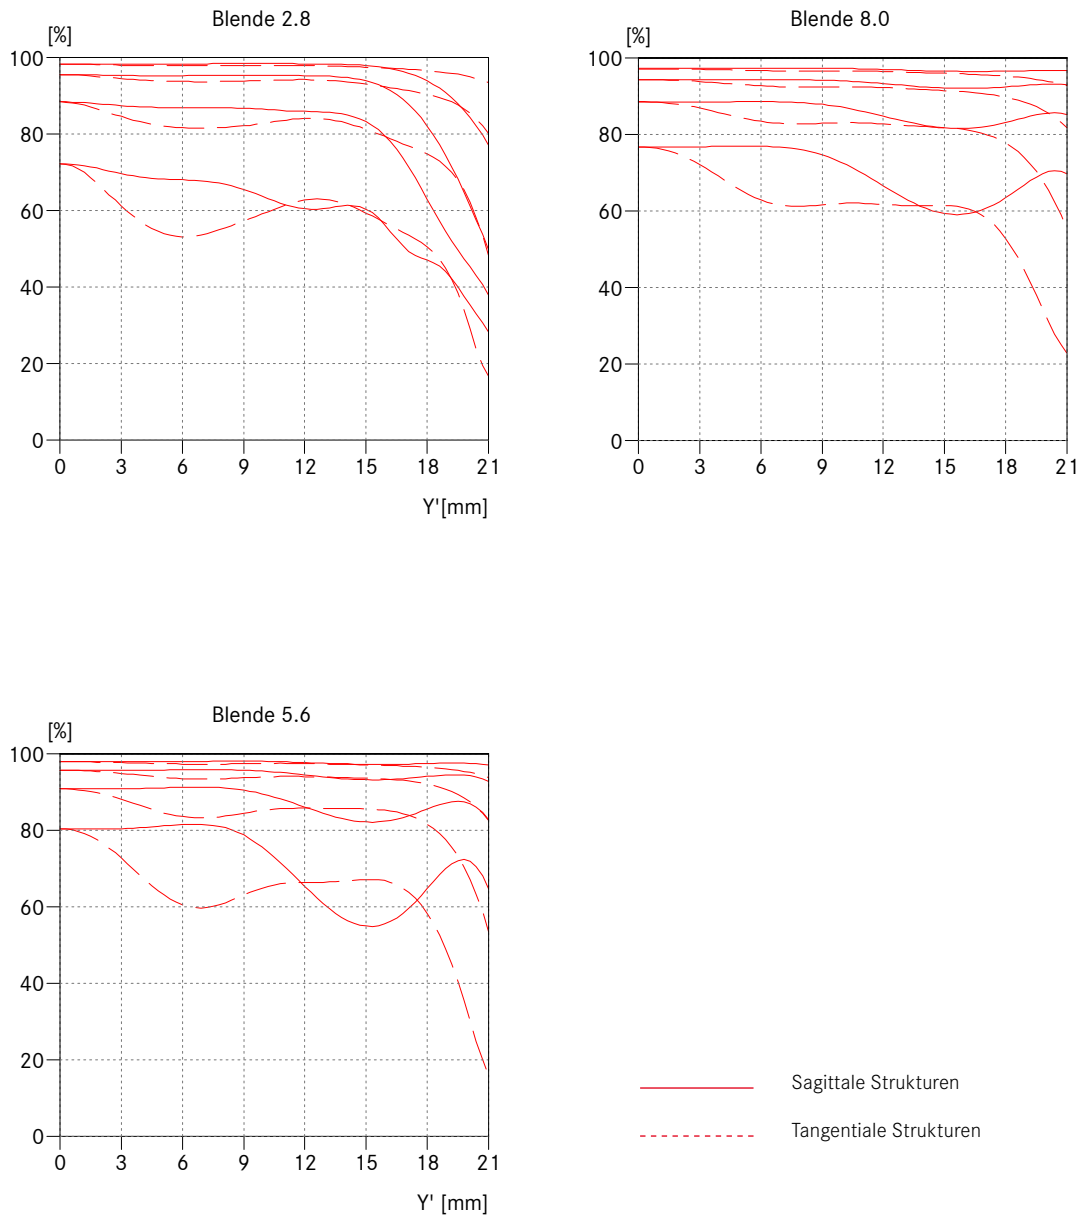 Blende 2.8
[%]
100
80
60
40
20
0
0 3 6 9 12 15 18 21
Y'[mm]
Blende 8.0
[%]
100
80
60
40
20
0
0 3 6 9 12 15 18 21
Blende 5.6
[%]
100
80
60
40
20
0
0 3 6 9 12 15 18 21
Y' [mm]
Sagittale Strukturen
Tangentiale Strukturen